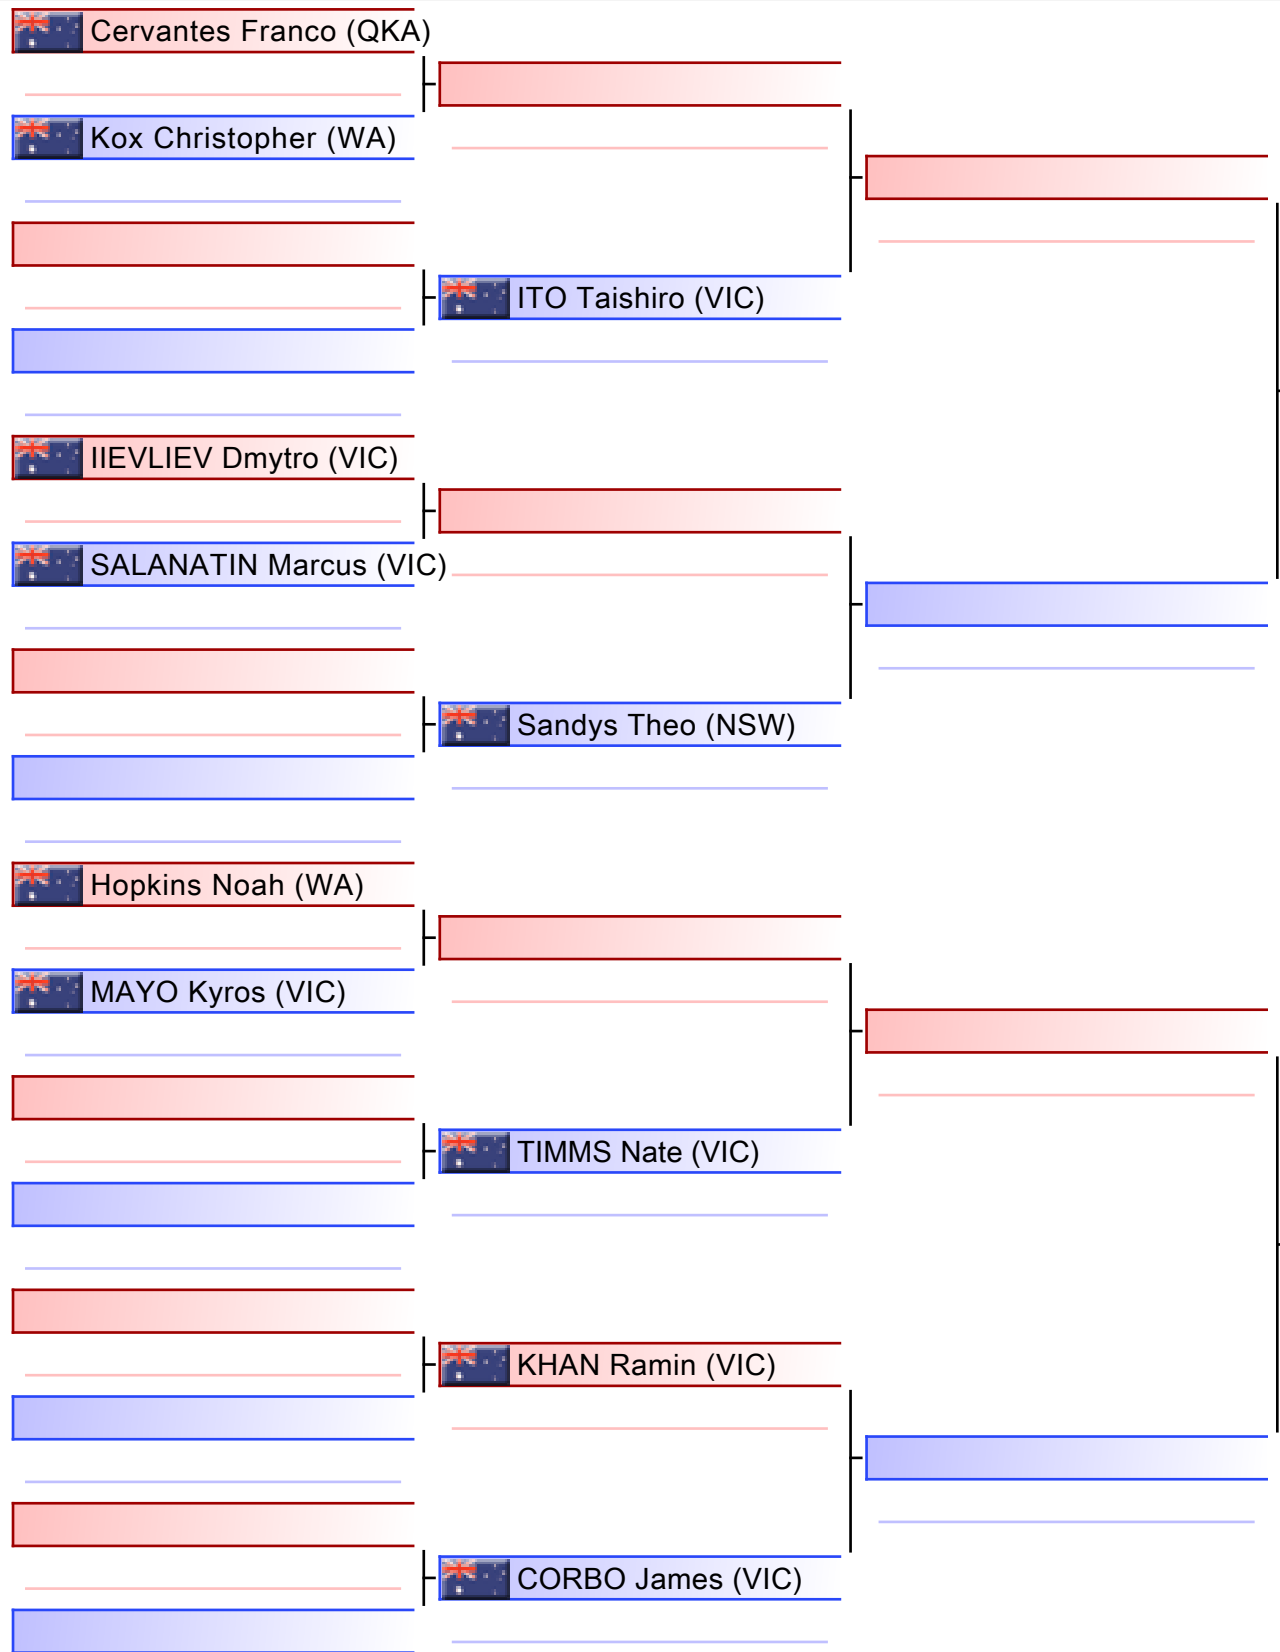 Cervantes Franco (QKA)
Kox Christopher (WA)
ITO Taishiro (VIC)
IIEVLIEV Dmytro (VIC)
SALANATIN Marcus (VIC)
Sandys Theo (NSW)
Hopkins Noah (WA)
MAYO Kyros (VIC)
TIMMS Nate (VIC)
KHAN Ramin (VIC)
CORBO James (VIC)